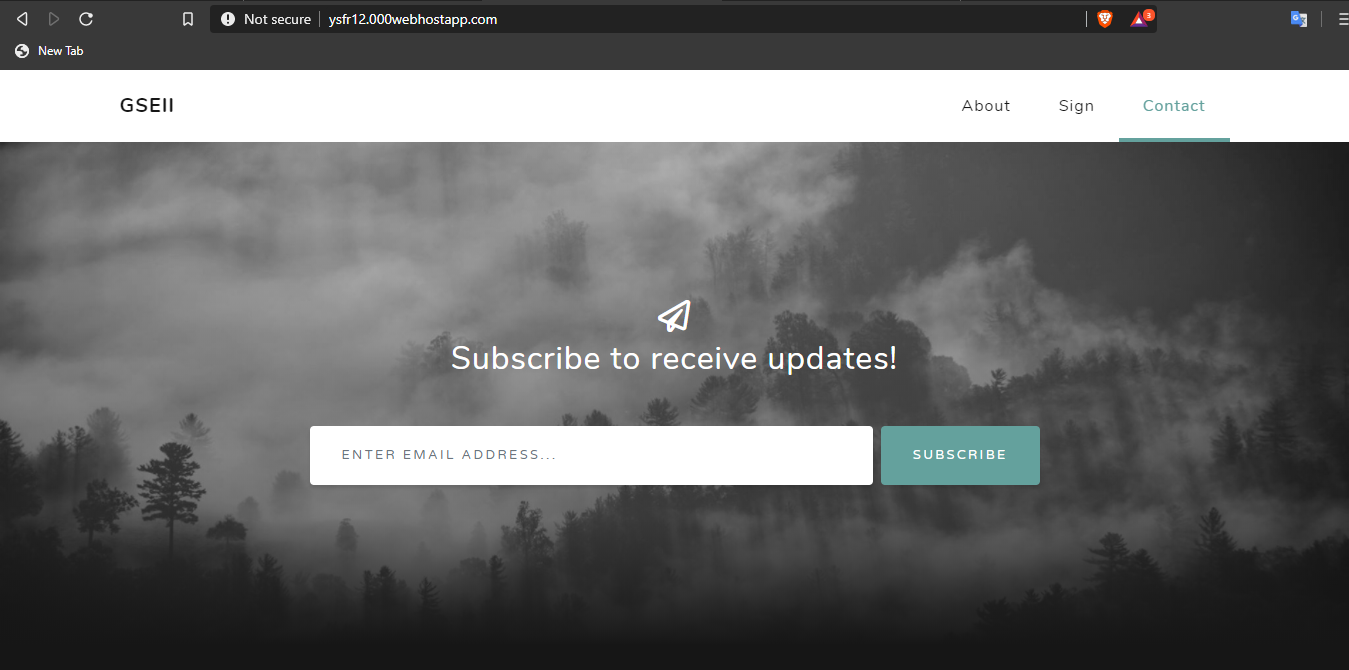 Not secure ysfr12.000webhostapp.com 3
New Tab
GSEII About Sign Contact
Subscribe to receive updates!
ENTER EMAIL ADDRESS... SUBSCRIBE